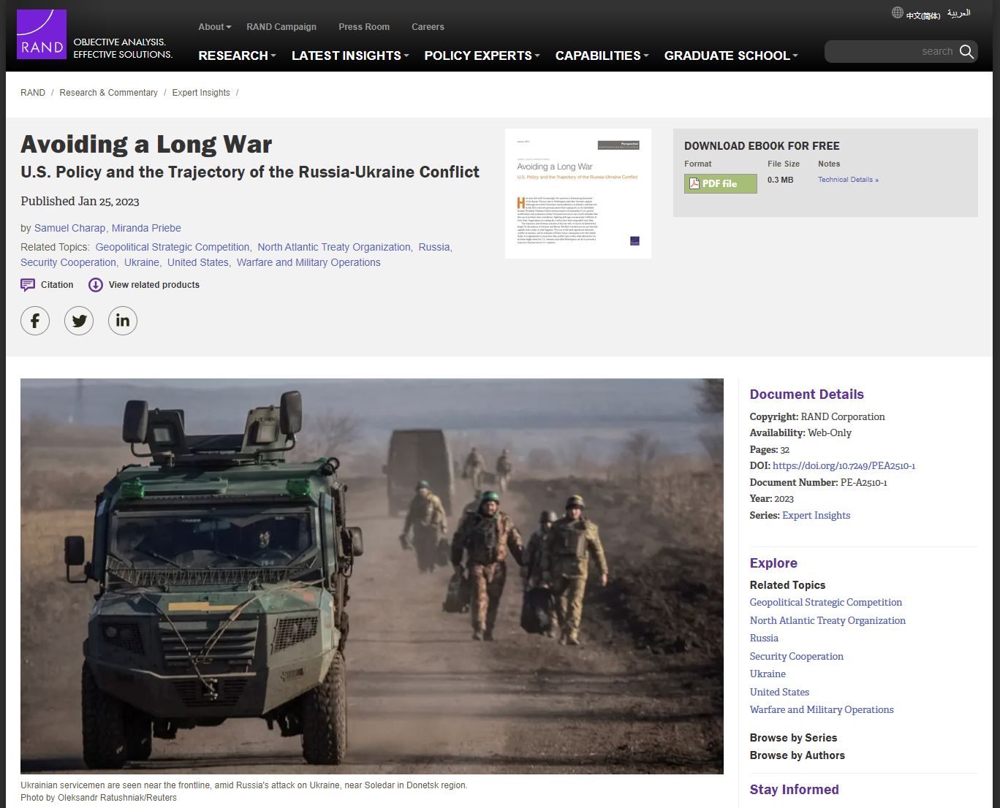 中文(简体) العربية
About RAND Campaign Press Room Careers
RAND
OBJECTIVE ANALYSIS.
EFFECTIVE SOLUTIONS.
RESEARCH LATEST INSIGHTS POLICY EXPERTS CAPABILITIES GRADUATE SCHOOL
search
RAND / Research & Commentary / Expert Insights /
Avoiding a Long War
U.S. Policy and the Trajectory of the Russia-Ukraine Conflict
Published Jan 25, 2023
by Samuel Charap, Miranda Priebe
Related Topics: Geopolitical Strategic Competition, North Atlantic Treaty Organization, Russia,
Security Cooperation, Ukraine, United States, Warfare and Military Operations
Citation View related products
Perspective
Avoiding a Long War
U.S. Policy and the Trajectory of the Russia-Ukraine Conflict
DOWNLOAD EBOOK FOR FREE
Format File Size Notes
PDF file 0.3 MB Technical Details »
Ukrainian servicemen are seen near the frontline, amid Russia's attack on Ukraine, near Soledar in Donetsk region.
Photo by Oleksandr Ratushniak/Reuters
Document Details
Copyright: RAND Corporation
Availability: Web-Only
Pages: 32
DOI: https://doi.org/10.7249/PEA2510-1
Document Number: PE-A2510-1
Year: 2023
Series: Expert Insights
Explore
Related Topics
Geopolitical Strategic Competition
North Atlantic Treaty Organization
Russia
Security Cooperation
Ukraine
United States
Warfare and Military Operations
Browse by Series
Browse by Authors
Stay Informed